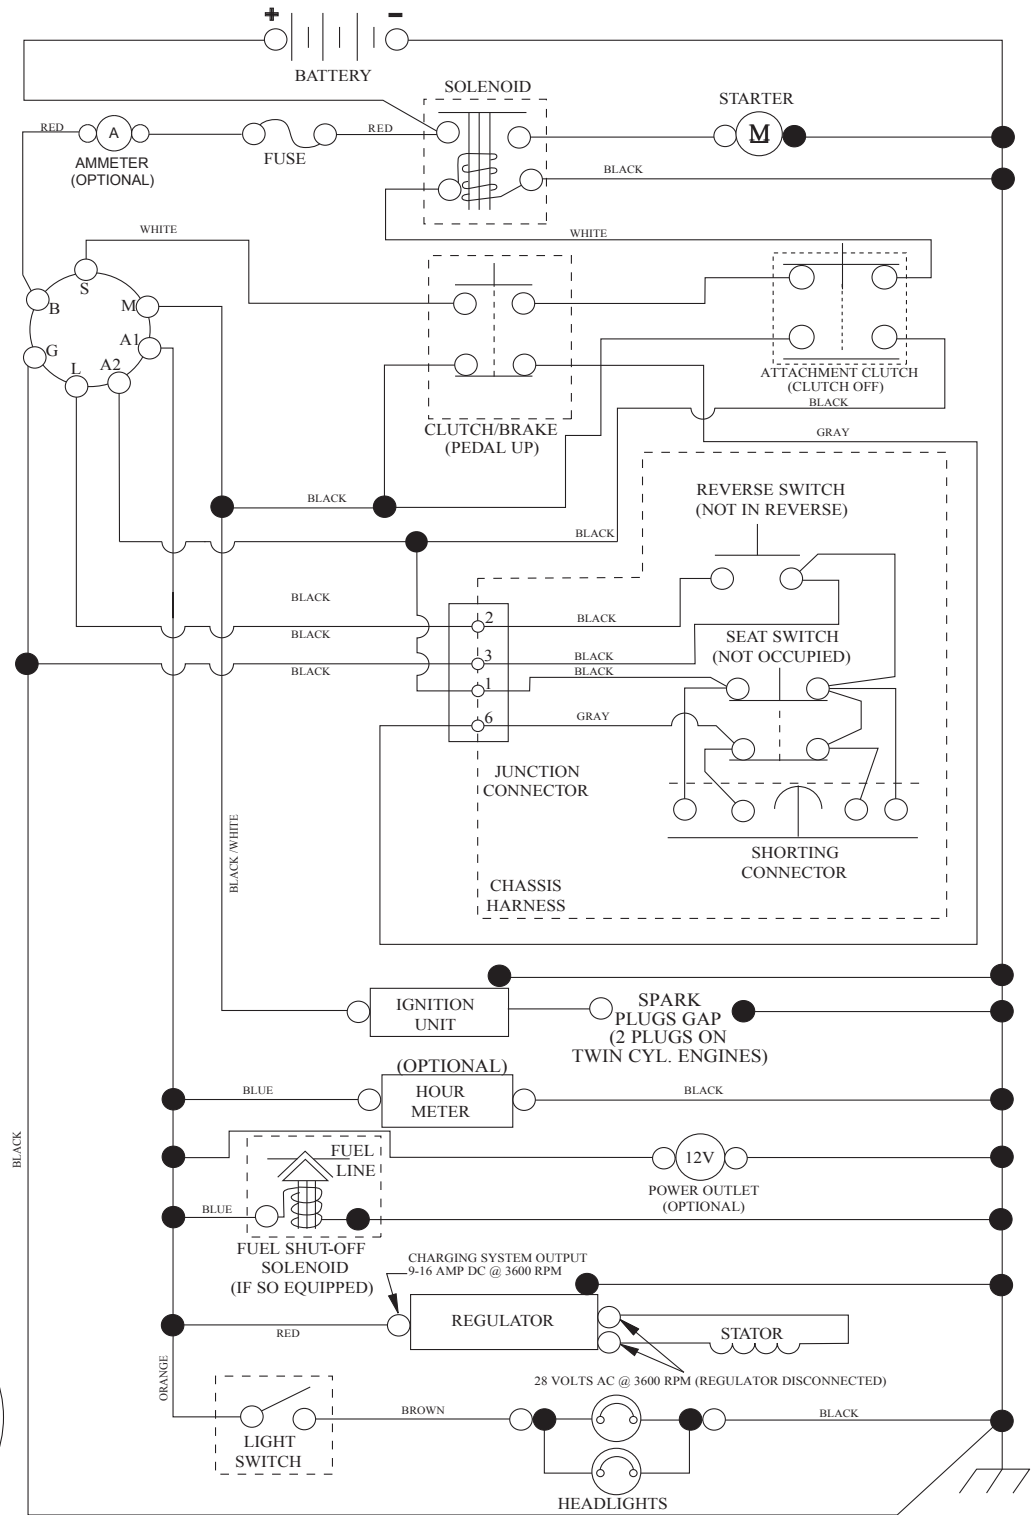 + −
BATTERY
SOLENOID
STARTER
RED
A
RED
M
AMMETER
(OPTIONAL)
FUSE
BLACK
WHITE
WHITE
S
B
M
A1
G
L
A2
ATTACHMENT CLUTCH
(CLUTCH OFF)
BLACK
CLUTCH/BRAKE
(PEDAL UP)
GRAY
REVERSE SWITCH
(NOT IN REVERSE)
BLACK
BLACK
BLACK
2
BLACK
BLACK
SEAT SWITCH
(NOT OCCUPIED)
3
BLACK
BLACK
BLACK
1
6
GRAY
JUNCTION
CONNECTOR
BLACK /WHITE
SHORTING
CONNECTOR
CHASSIS
HARNESS
IGNITION
UNIT
SPARK
PLUGS GAP
(2 PLUGS ON
TWIN CYL. ENGINES)
(OPTIONAL)
BLUE
HOUR
METER
BLACK
BLACK
FUEL
LINE
12V
POWER OUTLET
(OPTIONAL)
BLUE
FUEL SHUT-OFF
SOLENOID
(IF SO EQUIPPED)
CHARGING SYSTEM OUTPUT
9-16 AMP DC @ 3600 RPM
RED
REGULATOR
STATOR
ORANGE
28 VOLTS AC @ 3600 RPM (REGULATOR DISCONNECTED)
BROWN
BLACK
LIGHT
SWITCH
HEADLIGHTS